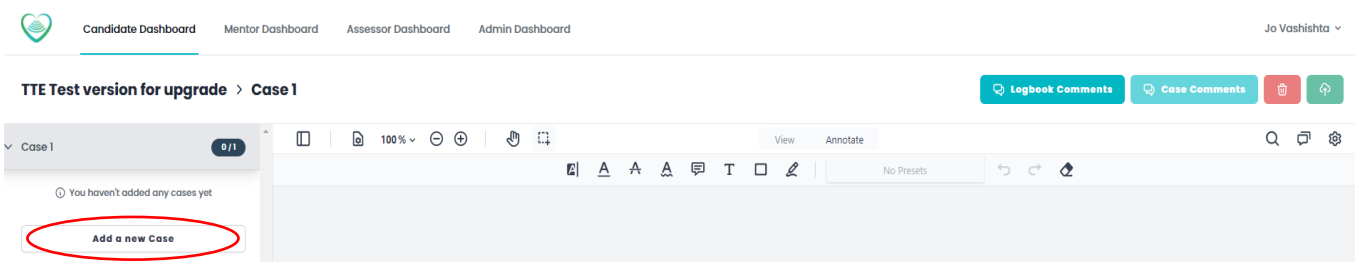 Candidate Dashboard Mentor Dashboard Assessor Dashboard Admin Dashboard Jo Vashishta
TTE Test version for upgrade > Case 1 Logbook Comments Case Comments
Case 1 0/1 100% View Annotate
T No Presets
You haven't added any cases yet
Add a new Case